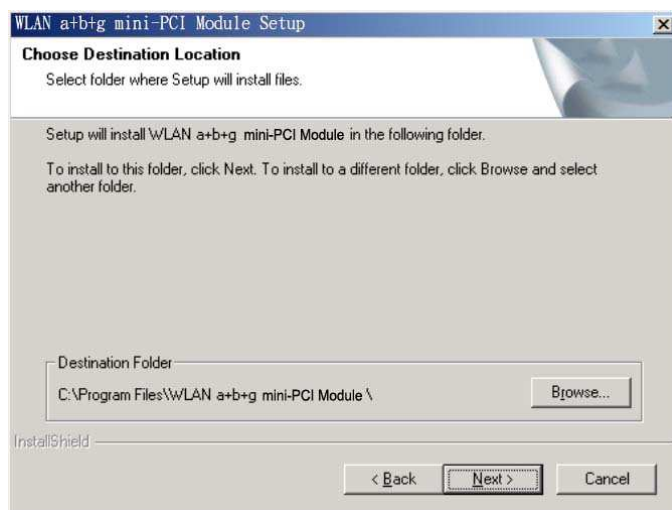 WLAN a+b+g mini-PCI Module Setup
Choose Destination Location
Select folder where Setup will install files.
Setup will install WLAN a+b+g mini-PCI Module in the following folder.
To install to this folder, click Next. To install to a different folder, click Browse and select
another folder.
Destination Folder
C:\Program Files\WLAN a+b+g mini-PCI Module \
Browse...
InstallShield
< Back
Next >
Cancel